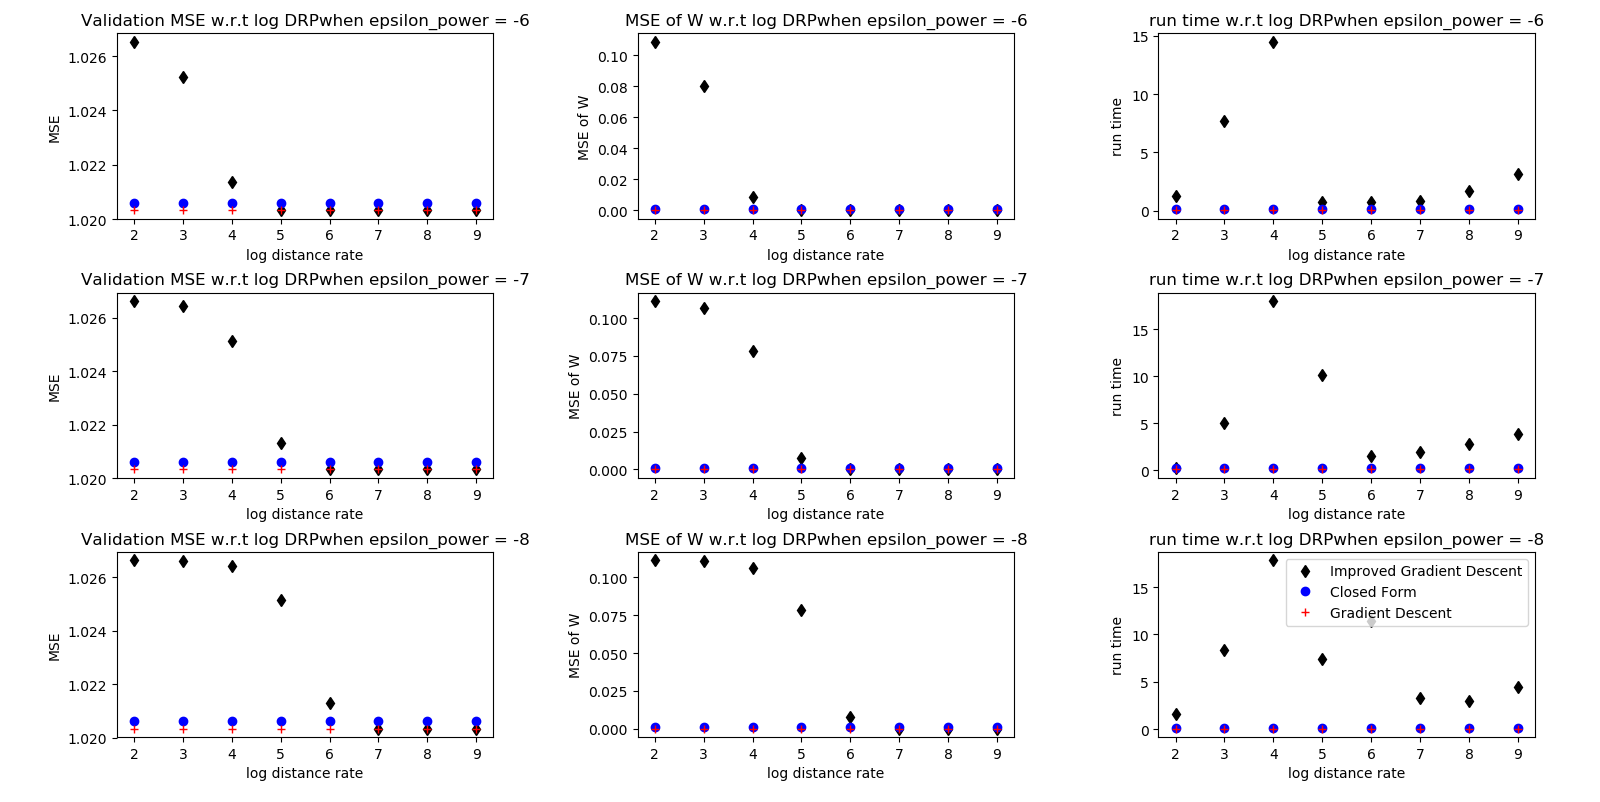 Validation MSE w.r.t log DRPwhen epsilon_power = -6
MSE of W w.r.t log DRPwhen epsilon_power = -6
run time w.r.t log DRPwhen epsilon_power = -6
1.026
1.024
1.022
1.020
MSE
2 3 4 5 6 7 8 9
log distance rate
0.10
0.08
0.06
0.04
0.02
0.00
MSE of W
2 3 4 5 6 7 8 9
log distance rate
15
10
5
0
run time
2 3 4 5 6 7 8 9
log distance rate
Validation MSE w.r.t log DRPwhen epsilon_power = -7
MSE of W w.r.t log DRPwhen epsilon_power = -7
run time w.r.t log DRPwhen epsilon_power = -7
1.026
1.024
1.022
1.020
MSE
2 3 4 5 6 7 8 9
log distance rate
0.100
0.075
0.050
0.025
0.000
MSE of W
2 3 4 5 6 7 8 9
log distance rate
15
10
5
0
run time
2 3 4 5 6 7 8 9
log distance rate
Validation MSE w.r.t log DRPwhen epsilon_power = -8
MSE of W w.r.t log DRPwhen epsilon_power = -8
run time w.r.t log DRPwhen epsilon_power = -8
1.026
1.024
1.022
1.020
MSE
2 3 4 5 6 7 8 9
log distance rate
0.100
0.075
0.050
0.025
0.000
MSE of W
2 3 4 5 6 7 8 9
log distance rate
15
10
5
0
run time
Improved Gradient Descent
Closed Form
Gradient Descent
2 3 4 5 6 7 8 9
log distance rate